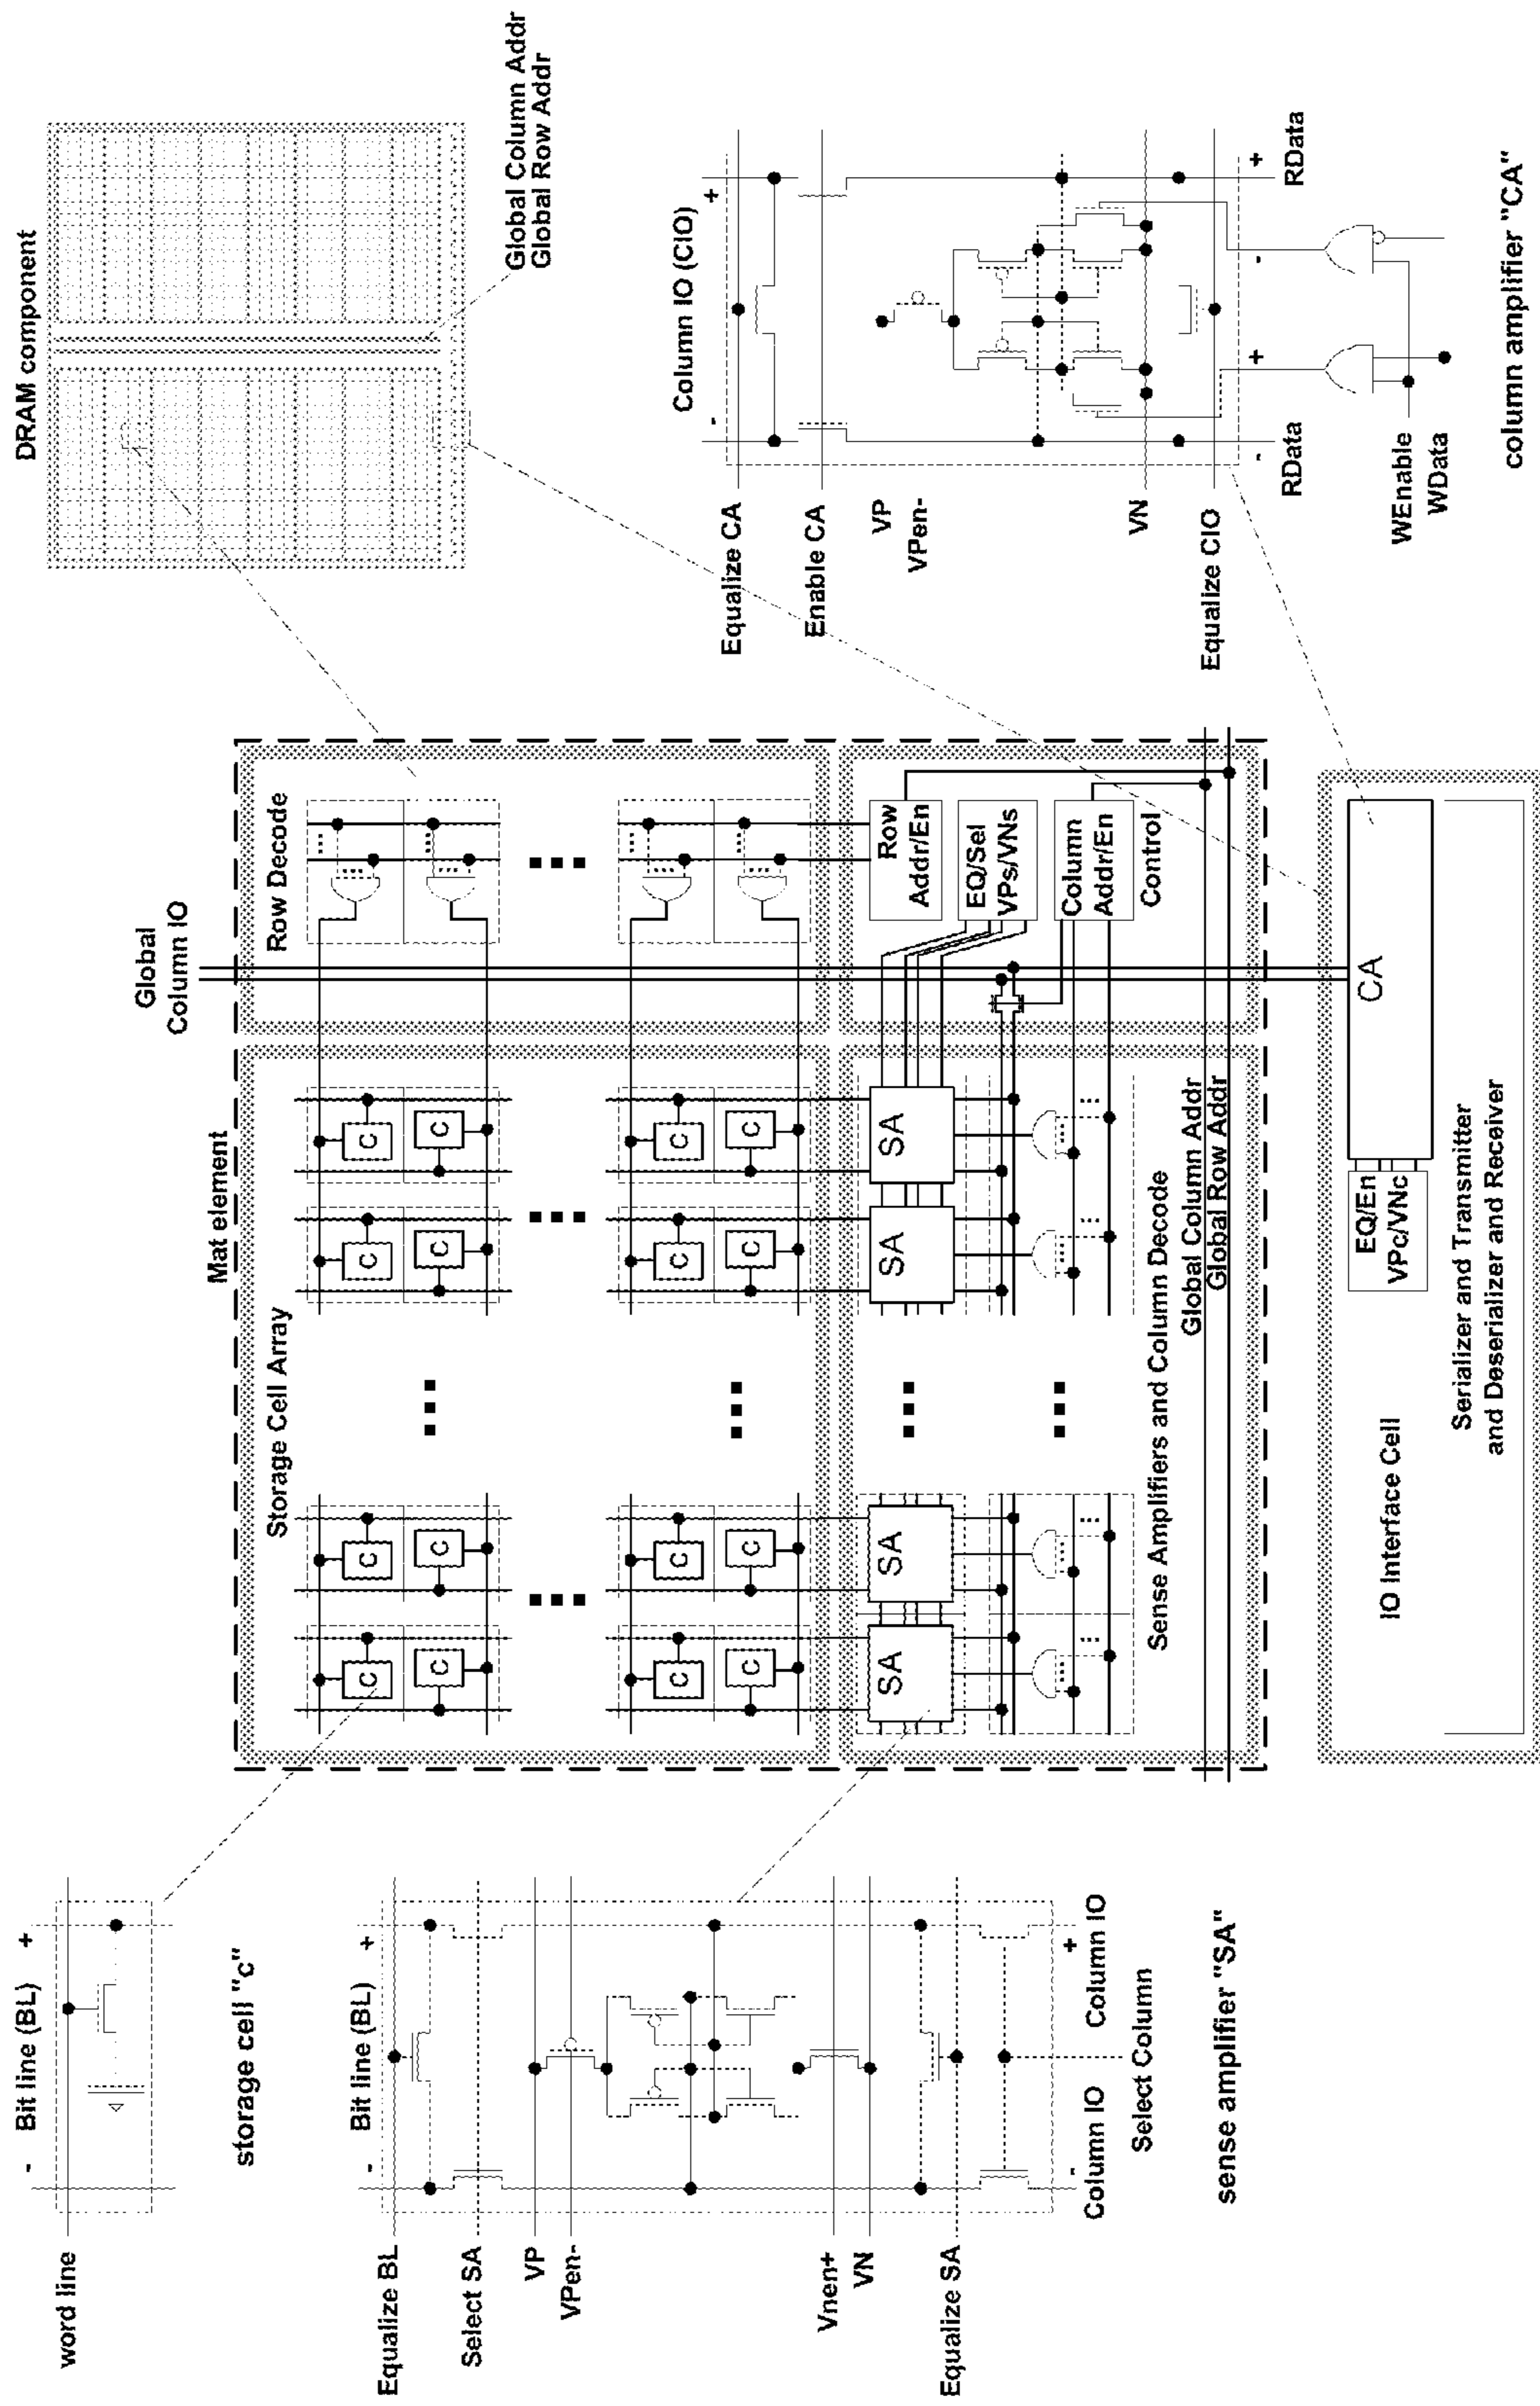 word line
- Bit line (BL) +
storage cell "c"
- Bit line (BL) +
Equalize BL
Select SA
VP
VPen-
Vnen+
VN
Equalize SA
- +
Column IO Column IO
Select Column
sense amplifier "SA"
Mat element
Global
Column IO
Storage Cell Array
Row Decode
C C C C
C C C C
C C C C
C C C C
SA SA SA SA
Row
Addr/En
EQ/Sel
VPs/VNs
Column
Addr/En
Control
Sense Amplifiers and Column Decode
Global Column Addr
Global Row Addr
IO Interface Cell
EQ/En
VPc/VNc
CA
Serializer and Transmitter
and Deserializer and Receiver
DRAM component
Global Column Addr
Global Row Addr
Column IO (CIO)
- +
Equalize CA
Enable CA
VP
VPen-
VN
Equalize CIO
- + - +
RData RData
WEnable
WData
column amplifier "CA"